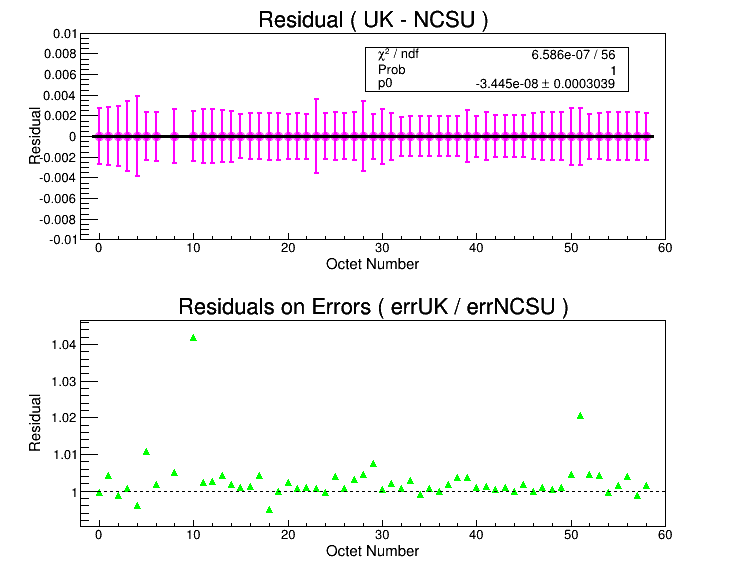 Residual ( UK - NCSU )
0.01
0.008
0.006
0.004
0.002
0
-0.002
-0.004
-0.006
-0.008
-0.01
Residual
χ² / ndf 6.586e-07 / 56
Prob 1
p0 -3.445e-08 ± 0.0003039
0 10 20 30 40 50 60
Octet Number
Residuals on Errors ( errUK / errNCSU )
1.04
1.03
1.02
1.01
1
Residual
0 10 20 30 40 50 60
Octet Number